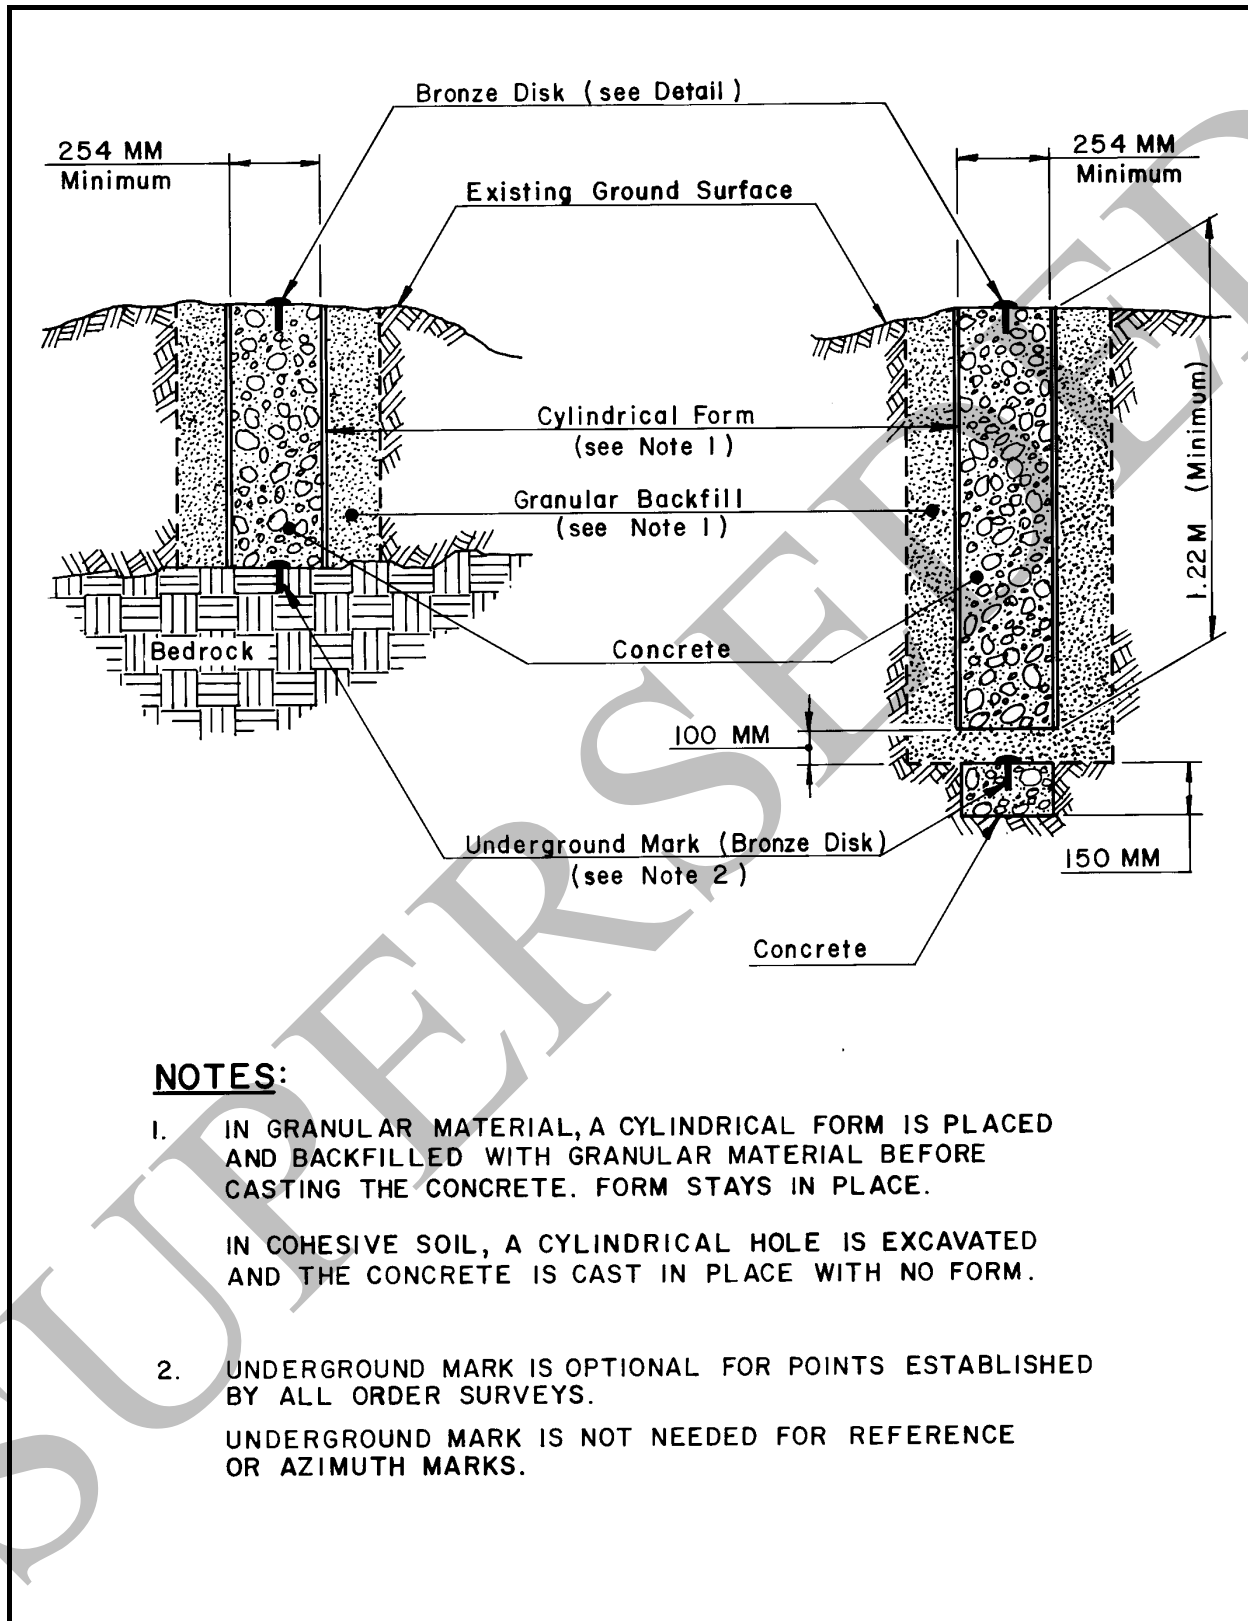 Bronze Disk (see Detail)
254 MM
Minimum
254 MM
Minimum
Existing Ground Surface
Cylindrical Form
(see Note 1)
Granular Backfill
(see Note 1)
1.22 M (Minimum)
Bedrock
Concrete
100 MM
Underground Mark (Bronze Disk)
(see Note 2)
150 MM
Concrete
NOTES:
1. IN GRANULAR MATERIAL, A CYLINDRICAL FORM IS PLACED
AND BACKFILLED WITH GRANULAR MATERIAL BEFORE
CASTING THE CONCRETE. FORM STAYS IN PLACE.
IN COHESIVE SOIL, A CYLINDRICAL HOLE IS EXCAVATED
AND THE CONCRETE IS CAST IN PLACE WITH NO FORM.
2. UNDERGROUND MARK IS OPTIONAL FOR POINTS ESTABLISHED
BY ALL ORDER SURVEYS.
UNDERGROUND MARK IS NOT NEEDED FOR REFERENCE
OR AZIMUTH MARKS.
SUPERSEDED